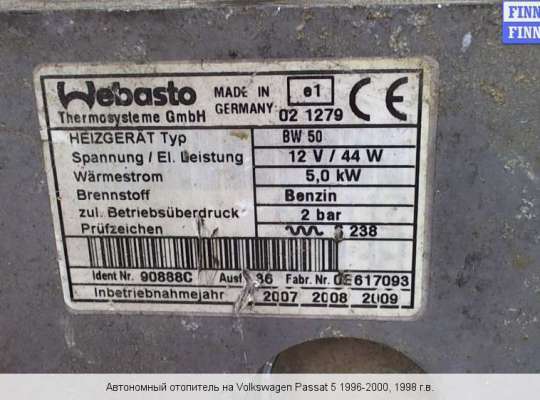 FINN
FINN
Webasto
Thermosysteme GmbH
MADE IN
GERMANY:
e1
02 1279
CE
HEIZGERÄT Typ BW 50
Spannung / El. Leistung 12 V / 44 W
Wärmestrom 5,0 kW
Brennstoff Benzin
zul. Betriebsüberdruck 2 bar
Prüfzeichen 238
Ident Nr. 90888C Ausf 36 Fabr. Nr. 617093
Inbetriebnahmejahr 2007 2008 2009
Автономный отопитель на Volkswagen Passat 5 1996-2000, 1998 г.в.